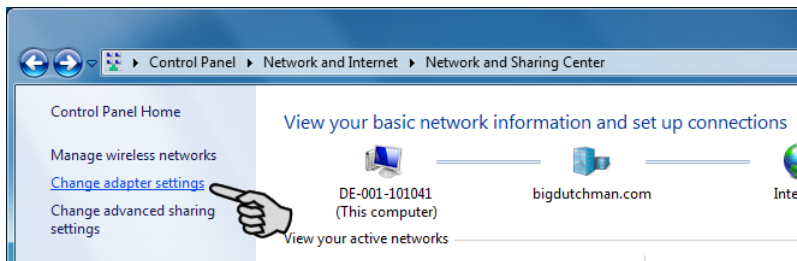 Control Panel Network and Internet Network and Sharing Center
Control Panel Home
Manage wireless networks
Change adapter settings
Change advanced sharing
settings
View your basic network information and set up connections
DE-001-101041
(This computer)
bigdutchman.com
Inte
View your active networks